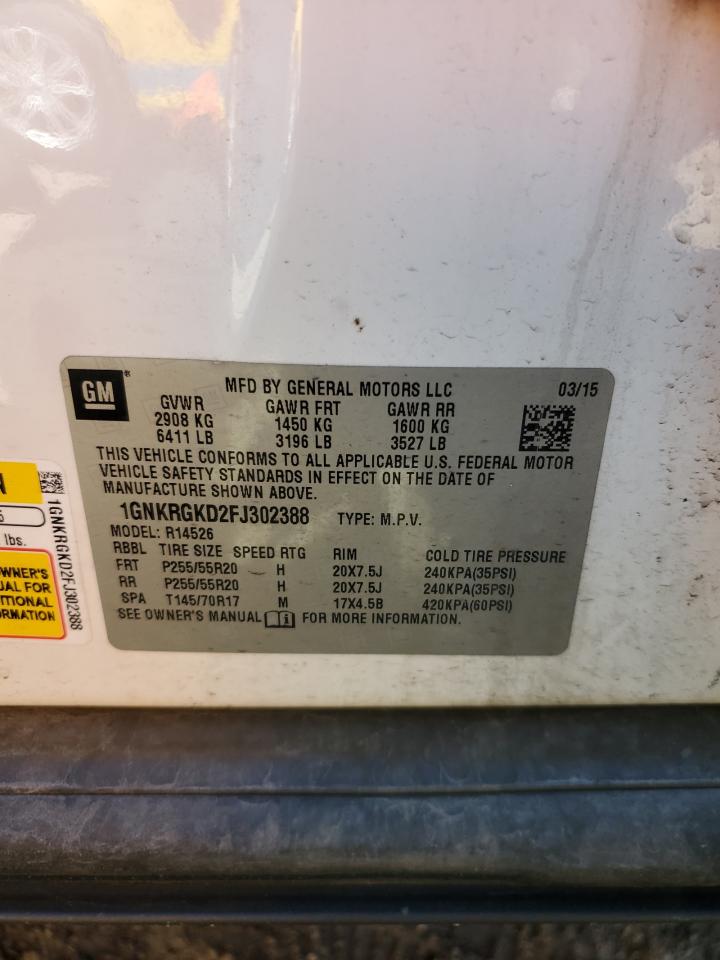 GM
MFD BY GENERAL MOTORS LLC 03/15
GVWR GAWR FRT GAWR RR
2908 KG 1450 KG 1600 KG
6411 LB 3196 LB 3527 LB
THIS VEHICLE CONFORMS TO ALL APPLICABLE U.S. FEDERAL MOTOR
VEHICLE SAFETY STANDARDS IN EFFECT ON THE DATE OF
MANUFACTURE SHOWN ABOVE.
1GNKRGKD2FJ302388 TYPE: M.P.V.
MODEL: R14526
RBBL TIRE SIZE SPEED RTG RIM COLD TIRE PRESSURE
FRT P255/55R20 H 20X7.5J 240KPA(35PSI)
RR P255/55R20 H 20X7.5J 240KPA(35PSI)
SPA T145/70R17 M 17X4.5B 420KPA(60PSI)
SEE OWNER'S MANUAL i FOR MORE INFORMATION.
N
lbs.
WNER'S
UAL FOR
ITIONAL
RMATION
1GNKRGKD2FJ302388